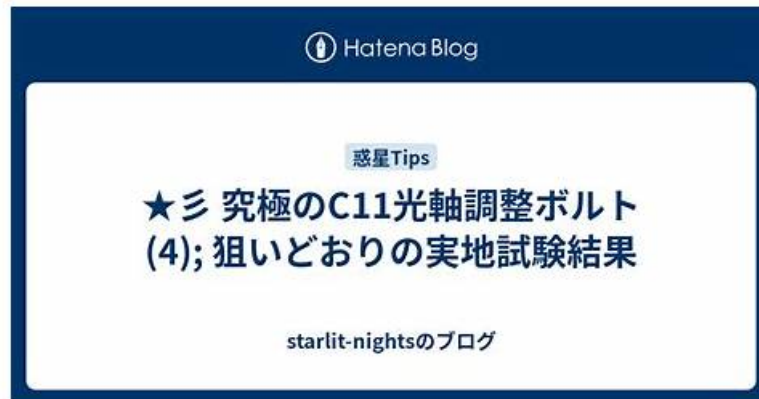 Hatena Blog
惑星Tips
★彡 究極のC11光軸調整ボルト
(4); 狙いどおりの実地試験結果
starlit-nightsのブログ